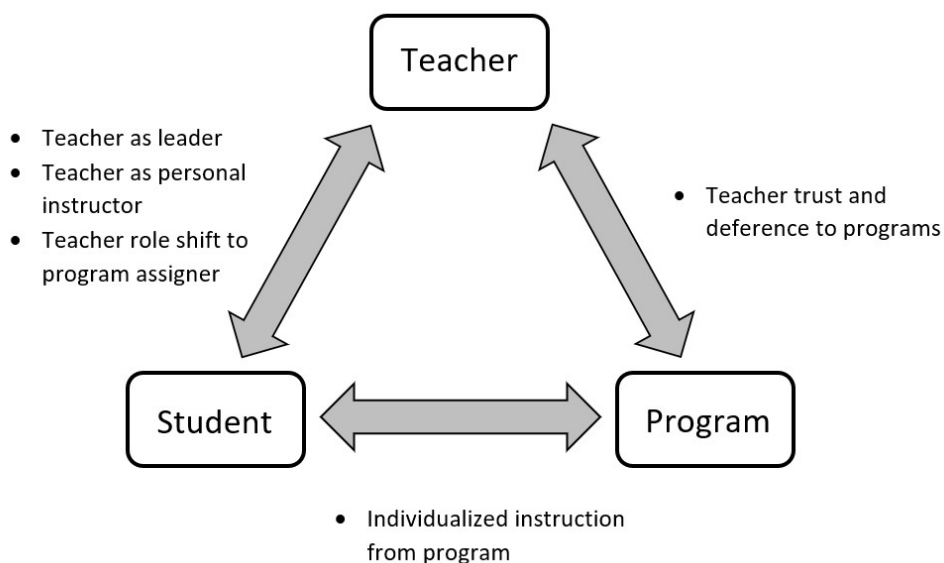 Teacher
• Teacher as leader
• Teacher as personal
instructor
• Teacher role shift to
program assigner
• Teacher trust and
deference to programs
Student
Program
• Individualized instruction
from program